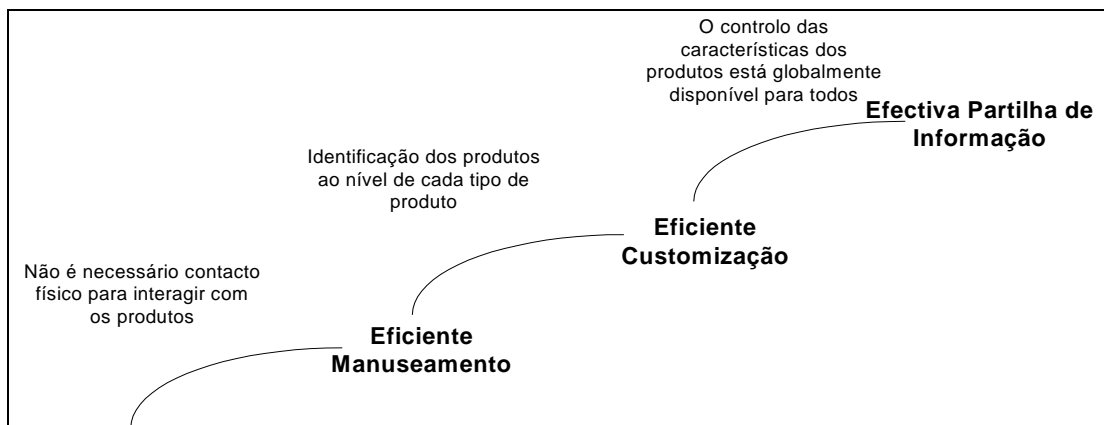 O controlo das
características dos
produtos está globalmente
disponível para todos
Efectiva Partilha de
Informação
Identificação dos produtos
ao nível de cada tipo de
produto
Eficiente
Customização
Não é necessário contacto
físico para interagir com
os produtos
Eficiente
Manuseamento